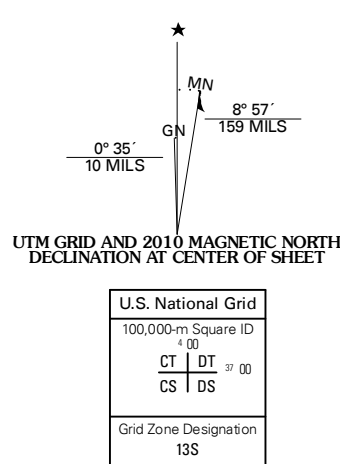 ★
MN
8° 57´
159 MILS
GN
0° 35´
10 MILS
UTM GRID AND 2010 MAGNETIC NORTH
DECLINATION AT CENTER OF SHEET
U.S. National Grid
100,000-m Square ID
4 00
CT DT 37 00
CS DS
Grid Zone Designation
13S